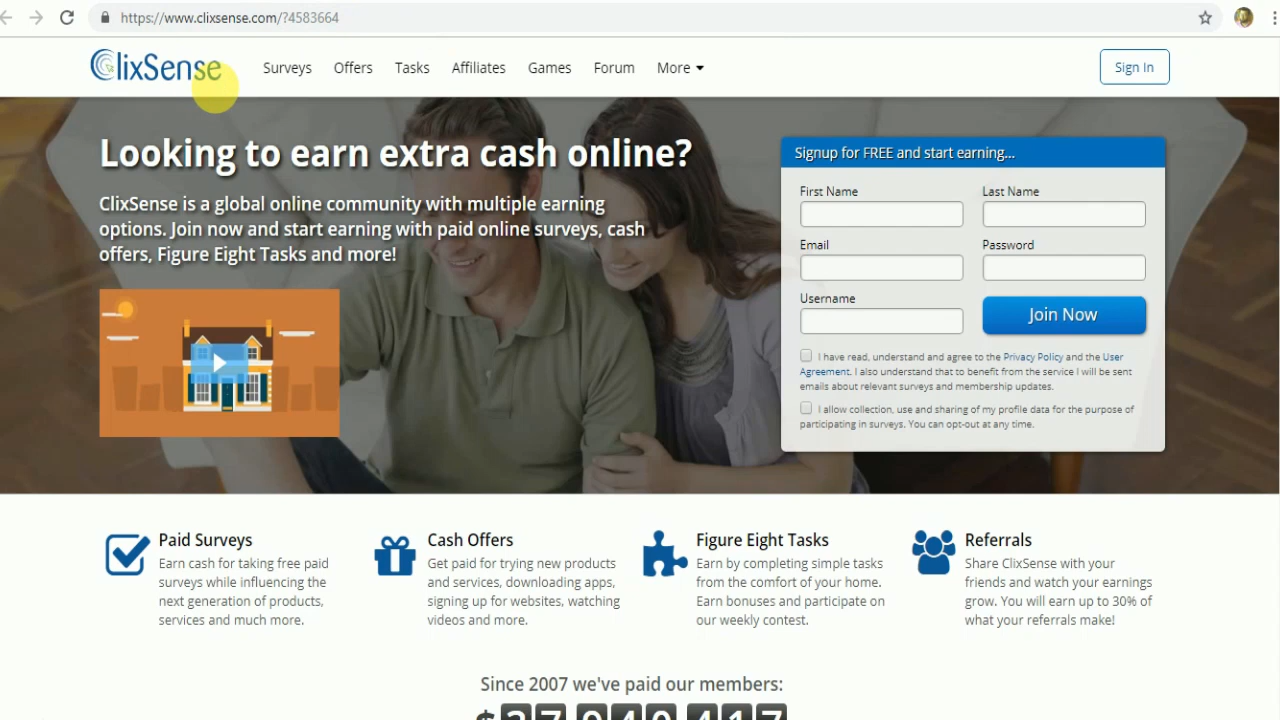 https://www.clixsense.com/?4583664
ClixSense
Surveys
Offers
Tasks
Affiliates
Games
Forum
More
Sign In
Looking to earn extra cash online?
ClixSense is a global online community with multiple earning
options. Join now and start earning with paid online surveys, cash
offers, Figure Eight Tasks and more!
Signup for FREE and start earning...
First Name
Last Name
Email
Password
Username
Join Now
I have read, understand and agree to the Privacy Policy and the User
Agreement. I also understand that to benefit from the service I will be sent
emails about relevant surveys and membership updates.
I allow collection, use and sharing of my profile data for the purpose of
participating in surveys. You can opt-out at any time.
Paid Surveys
Earn cash for taking free paid
surveys while influencing the
next generation of products,
services and much more.
Cash Offers
Get paid for trying new products
and services, downloading apps,
signing up for websites, watching
videos and more.
Figure Eight Tasks
Earn by completing simple tasks
from the comfort of your home.
Earn bonuses and participate on
our weekly contest.
Referrals
Share ClixSense with your
friends and watch your earnings
grow. You will earn up to 30% of
what your referrals make!
Since 2007 we've paid our members: